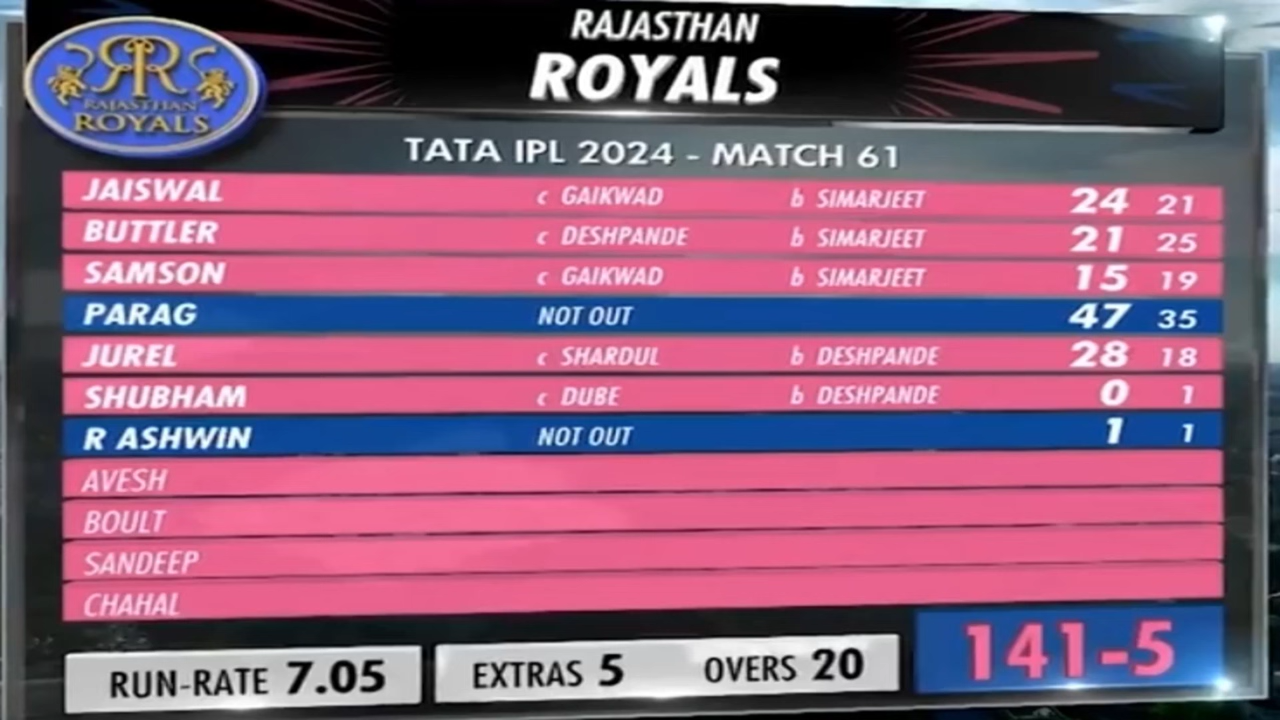 RAJASTHAN
ROYALS
RR
RAJASTHAN
ROYALS
TATA IPL 2024 - MATCH 61
JAISWAL c GAIKWAD b SIMARJEET 24 21
BUTTLER c DESHPANDE b SIMARJEET 21 25
SAMSON c GAIKWAD b SIMARJEET 15 19
PARAG NOT OUT 47 35
JUREL c SHARDUL b DESHPANDE 28 18
SHUBHAM c DUBE b DESHPANDE 0 1
R ASHWIN NOT OUT 1 1
AVESH
BOULT
SANDEEP
CHAHAL
RUN-RATE 7.05 EXTRAS 5 OVERS 20 141-5